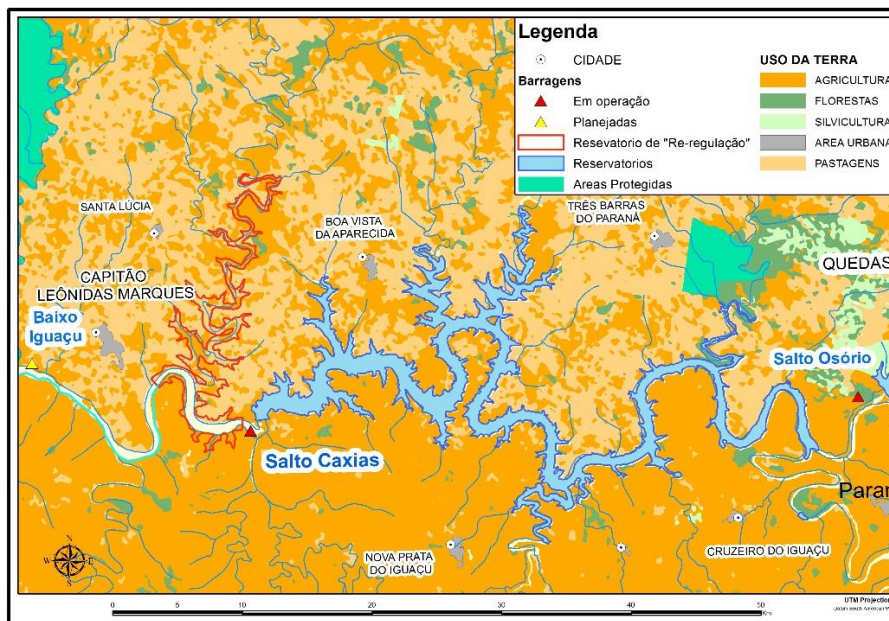 Legenda
CIDADE
Barragens
Em operação
Planejadas
Resevatorio de "Re-regulação"
Reservatorios
Areas Protegidas
USO DA TERRA
AGRICULTURA
FLORESTAS
SILVICULTURA
AREA URBANA
PASTAGENS
SANTA LÚCIA
BOA VISTA
DA APARECIDA
TRÊS BARRAS
DO PARANÁ
CAPITÃO
LEÔNIDAS MARQUES
QUEDAS
Baixo
Iguaçu
Salto Osório
Salto Caxias
Paran
NOVA PRATA
DO IGUAÇU
CRUZEIRO DO IGUAÇU
N
W E
S
0 5 10 20 30 40 50
Km
UTM Projection